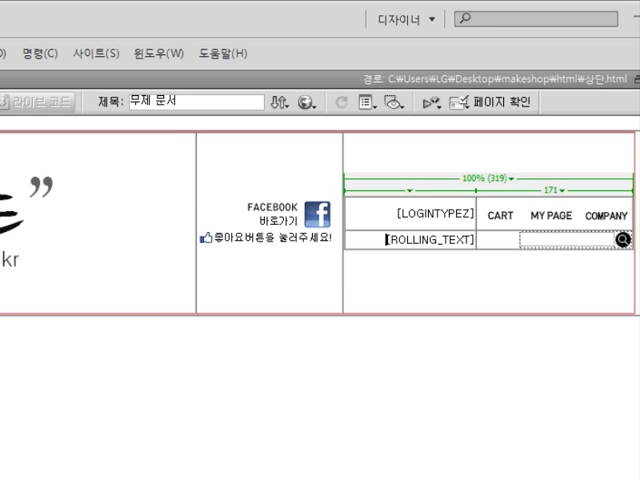 디자이너
O) 명령(C) 사이트(S) 윈도우(W) 도움말(H)
경로: C:\Users\LG\Desktop\makeshop\html\상단.html
라이브 코드 제목: 무제 문서 페이지 확인
100% (319)
171
FACEBOOK
바로가기
좋아요버튼을 눌러주세요!
[LOGINTYPEZ] CART MY PAGE COMPANY
[ROLLING_TEXT]
kr